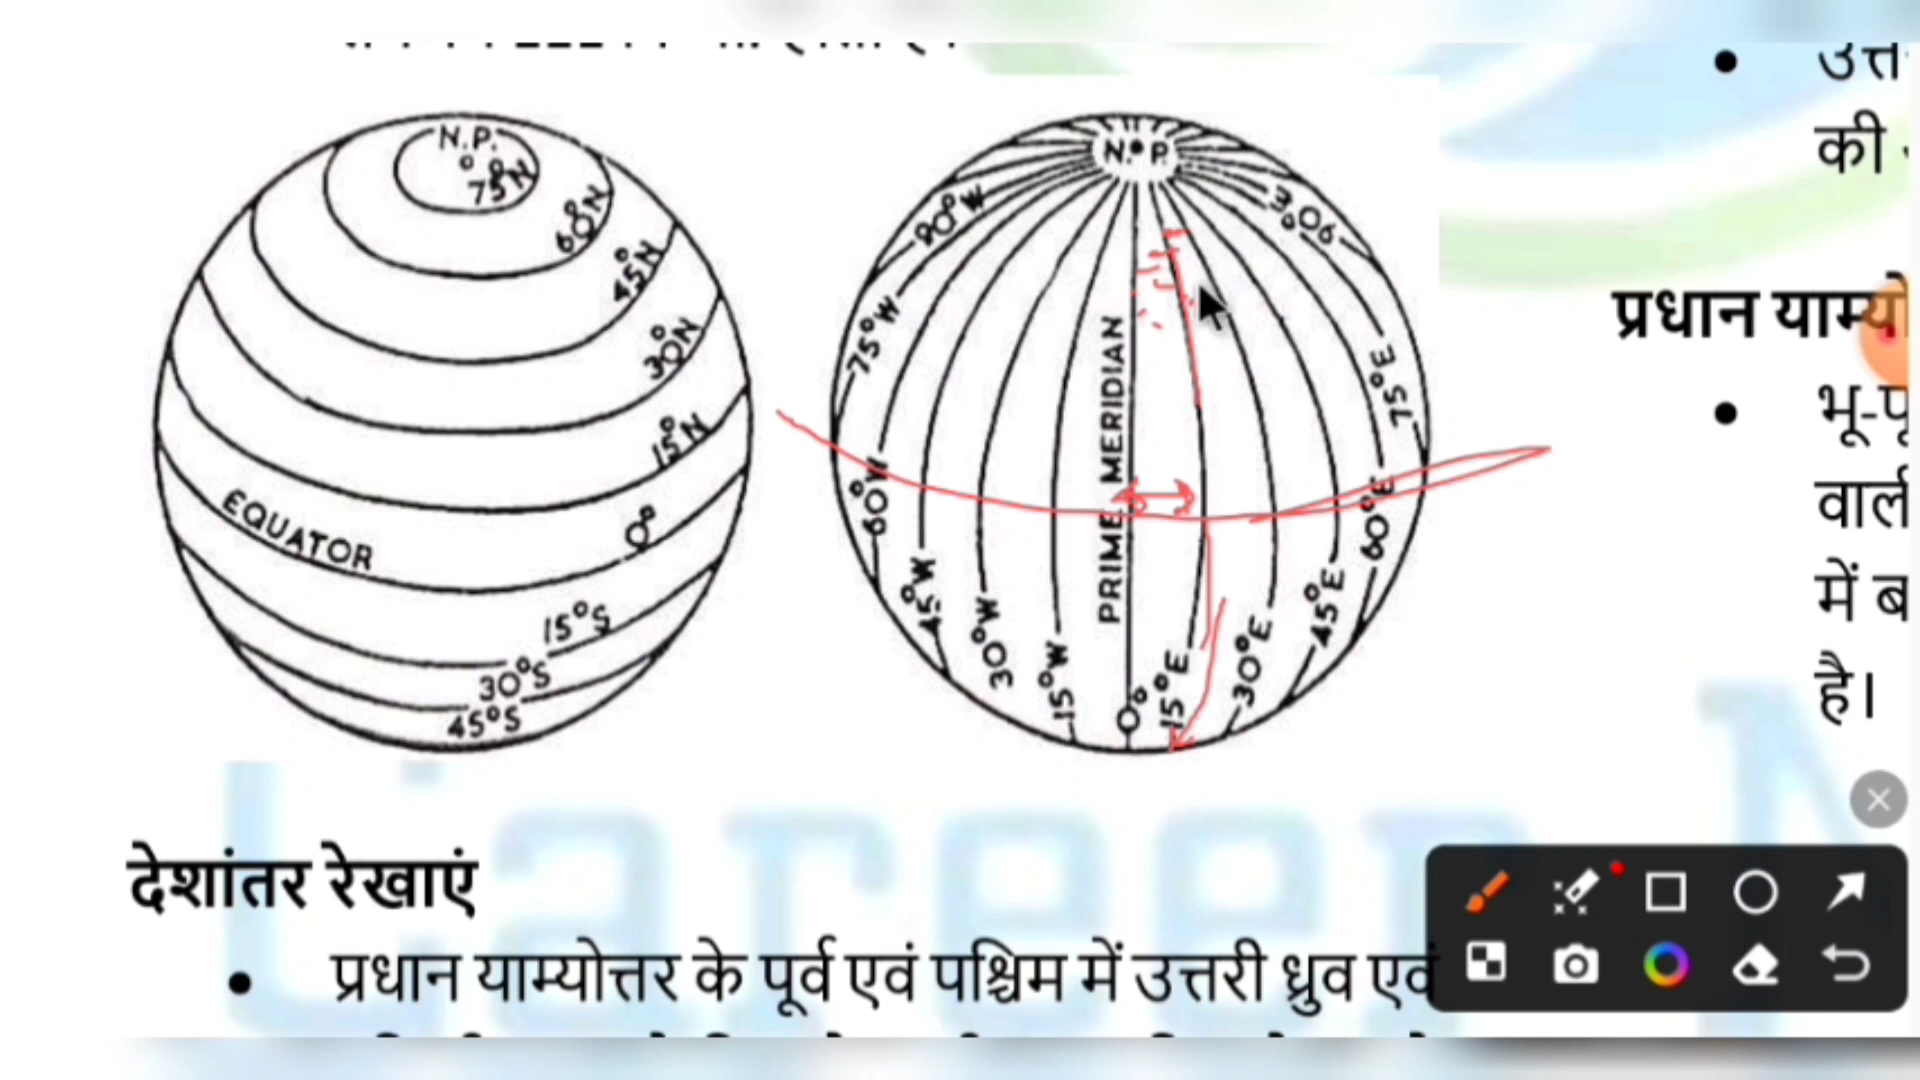 N.P.
75°N
60°N
45°N
30°N
15°N
EQUATOR
0°
15°S
30°S
45°S
N.P.
90°W
75°W
60°W
45°W
30°W
15°W
PRIME MERIDIAN
0°
15°E
30°E
45°E
60°E
75°E
90°E
देशांतर रेखाएं
• प्रधान याम्योत्तर के पूर्व एवं पश्चिम में उत्तरी ध्रुव एवं
•
की
प्रधान
•
में
है।
Career